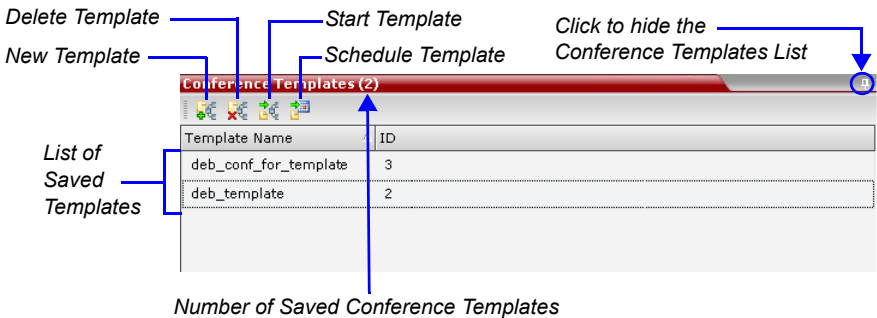 Delete Template
Start Template
Click to hide the
Conference Templates List
New Template
Schedule Template
Conference Templates (2)
Template Name
ID
List of
Saved
Templates
deb_conf_for_template 3
deb_template 2
Number of Saved Conference Templates